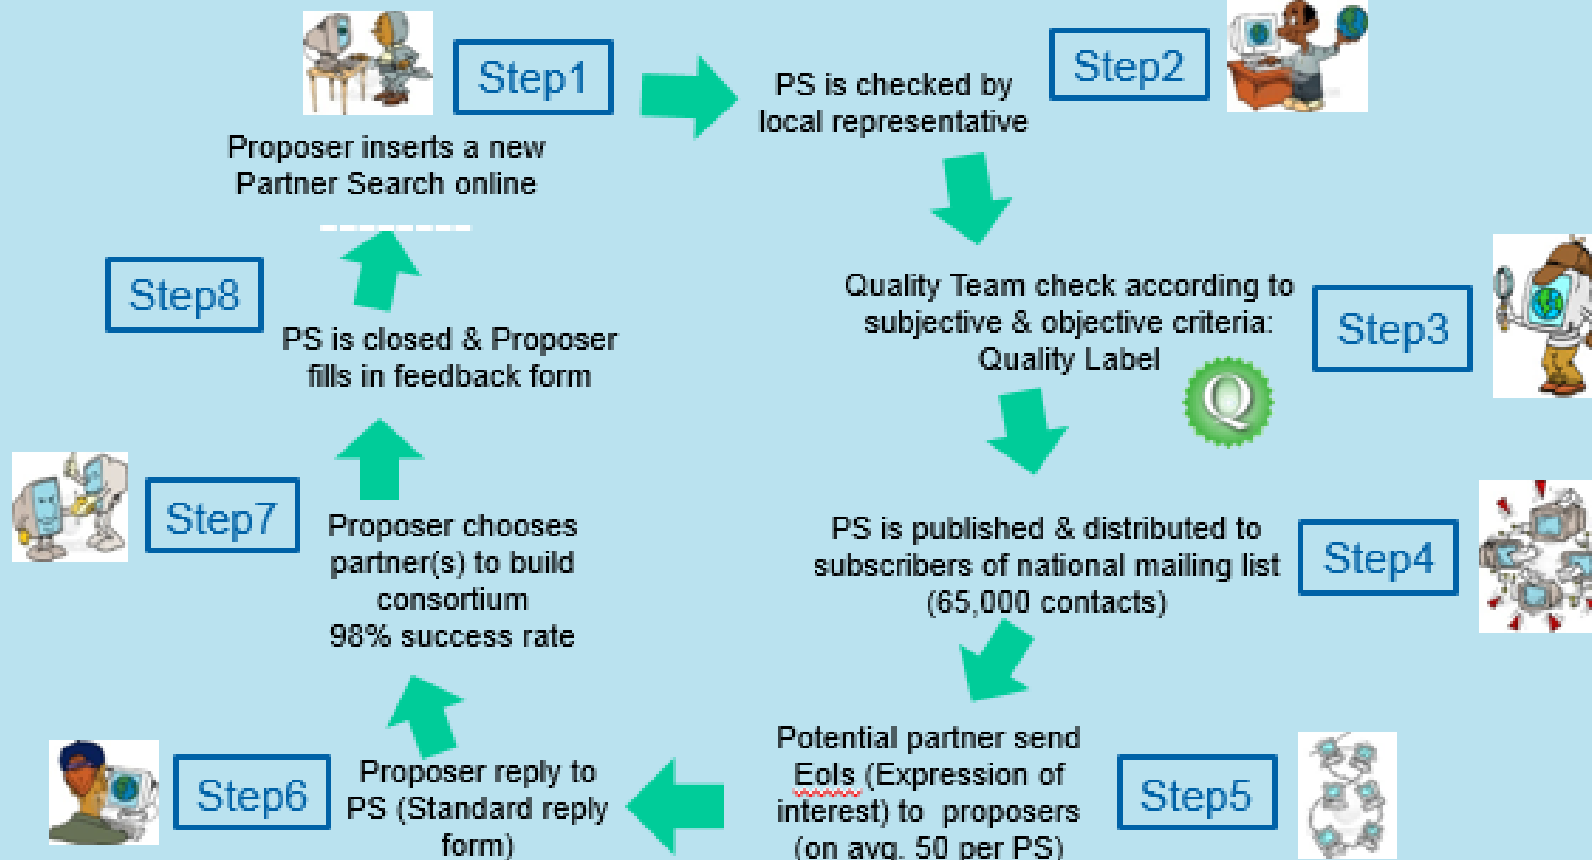 Step1
Proposer inserts a new
Partner Search online
Step2
PS is checked by
local representative
Step3
Quality Team check according to
subjective & objective criteria:
Quality Label
Q
Step4
PS is published & distributed to
subscribers of national mailing list
(65,000 contacts)
Step5
Potential partner send
EoIs (Expression of
interest) to proposers
(on avg. 50 per PS)
Step6
Proposer reply to
PS (Standard reply
form)
Step7
Proposer chooses
partner(s) to build
consortium
98% success rate
Step8
PS is closed & Proposer
fills in feedback form